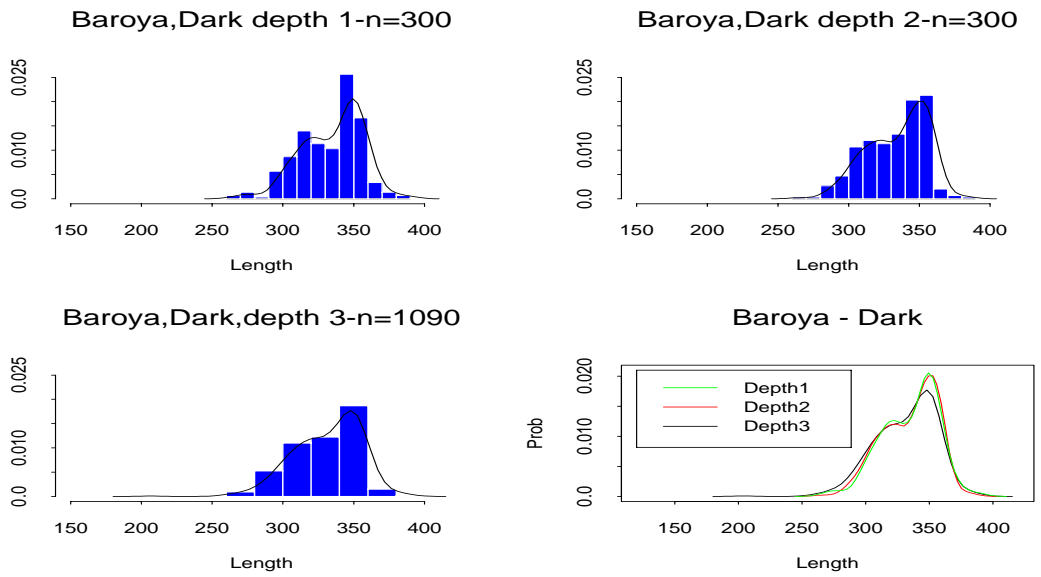 Baroya,Dark depth 1-n=300
0.0 0.010 0.025
150 200 250 300 350 400
Length
Baroya,Dark depth 2-n=300
0.0 0.010 0.025
150 200 250 300 350 400
Length
Baroya,Dark,depth 3-n=1090
0.0 0.010 0.025
150 200 250 300 350 400
Length
Baroya - Dark
Prob
0.0 0.010 0.020
Depth1
Depth2
Depth3
150 200 250 300 350 400
Length